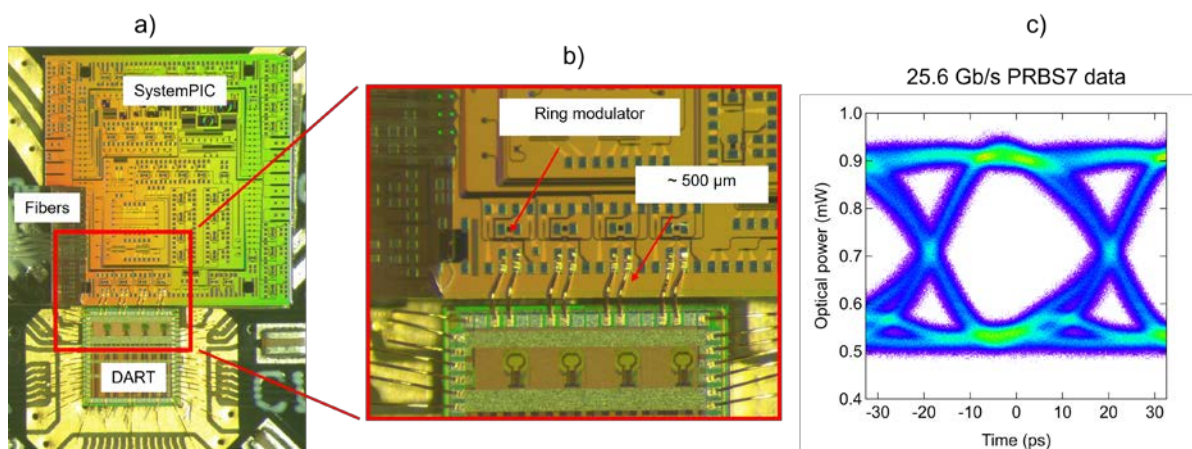 a)
SystemPIC
Fibers
DART
b)
Ring modulator
~ 500 µm
c)
25.6 Gb/s PRBS7 data
Optical power (mW)
1.0
0.9
0.8
0.7
0.6
0.5
0.4
-30 -20 -10 0 10 20 30
Time (ps)